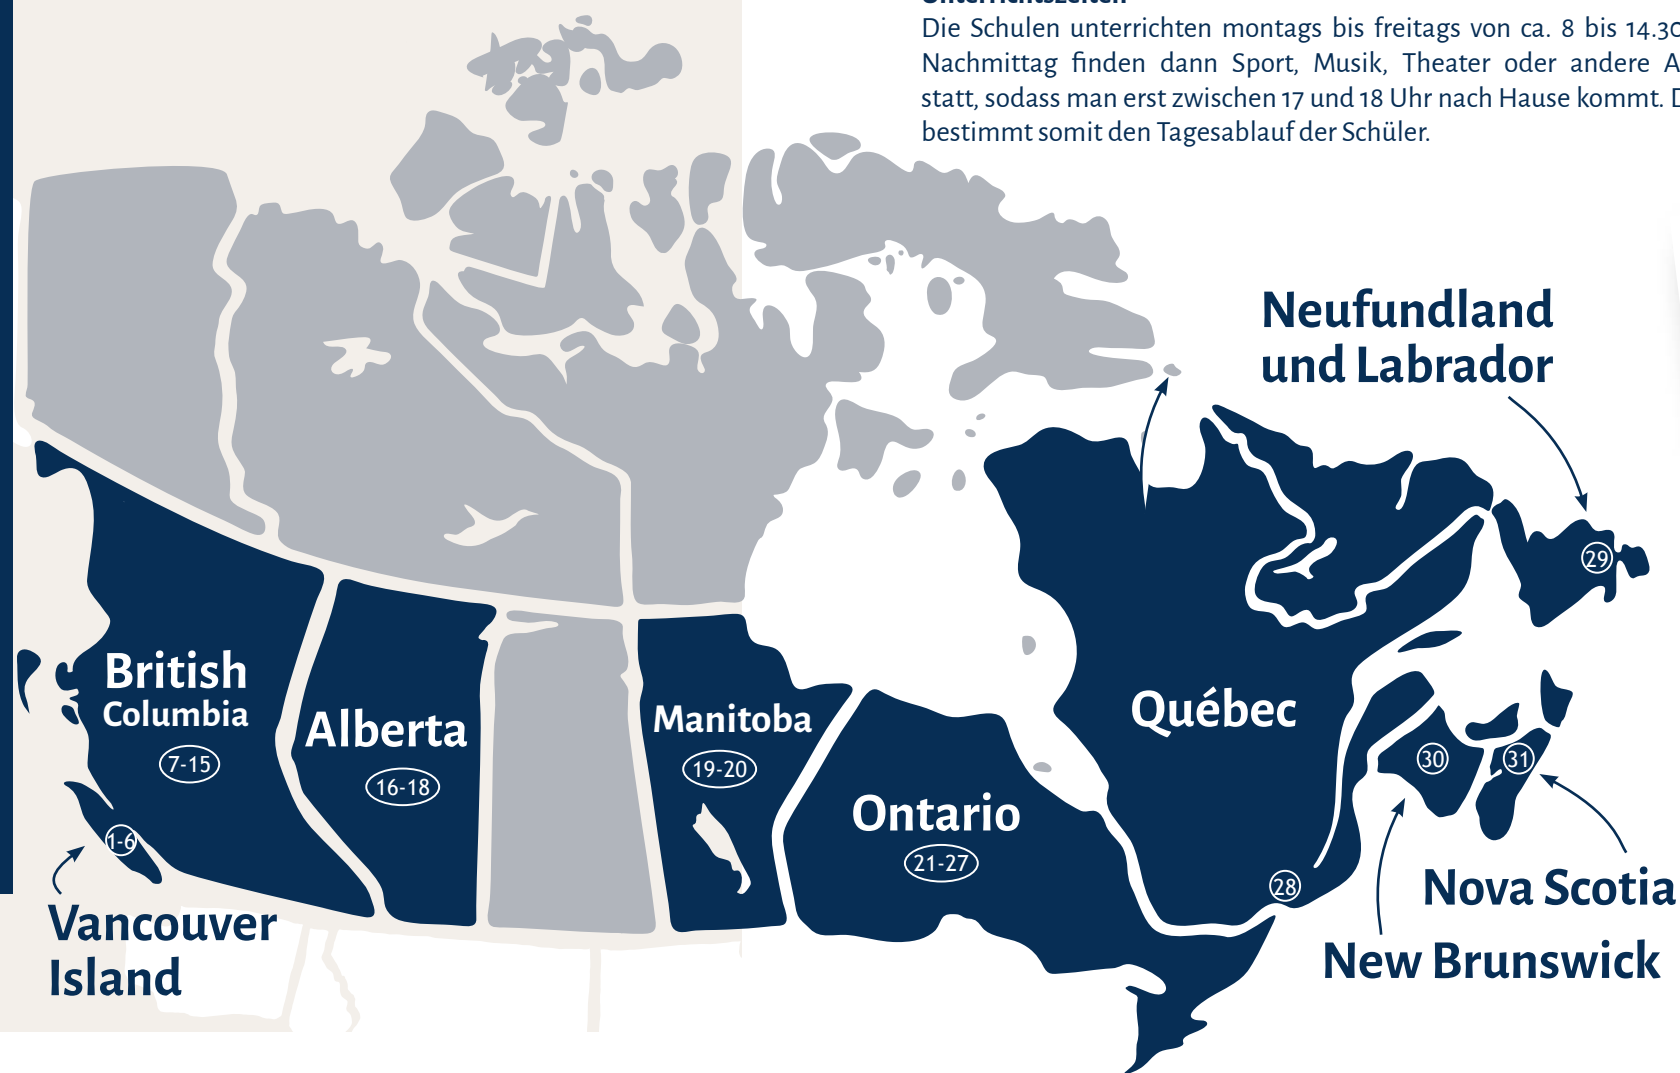 Die Schulen unterrichten montags bis freitags von ca. 8 bis 14.30
Nachmittag finden dann Sport, Musik, Theater oder andere A
statt, sodass man erst zwischen 17 und 18 Uhr nach Hause kommt. D
bestimmt somit den Tagesablauf der Schüler.
Neufundland
und Labrador
29
British
Columbia
7-15
Alberta
16-18
Manitoba
19-20
Ontario
21-27
Québec
28
30
31
1-6
Vancouver
Island
Nova Scotia
New Brunswick